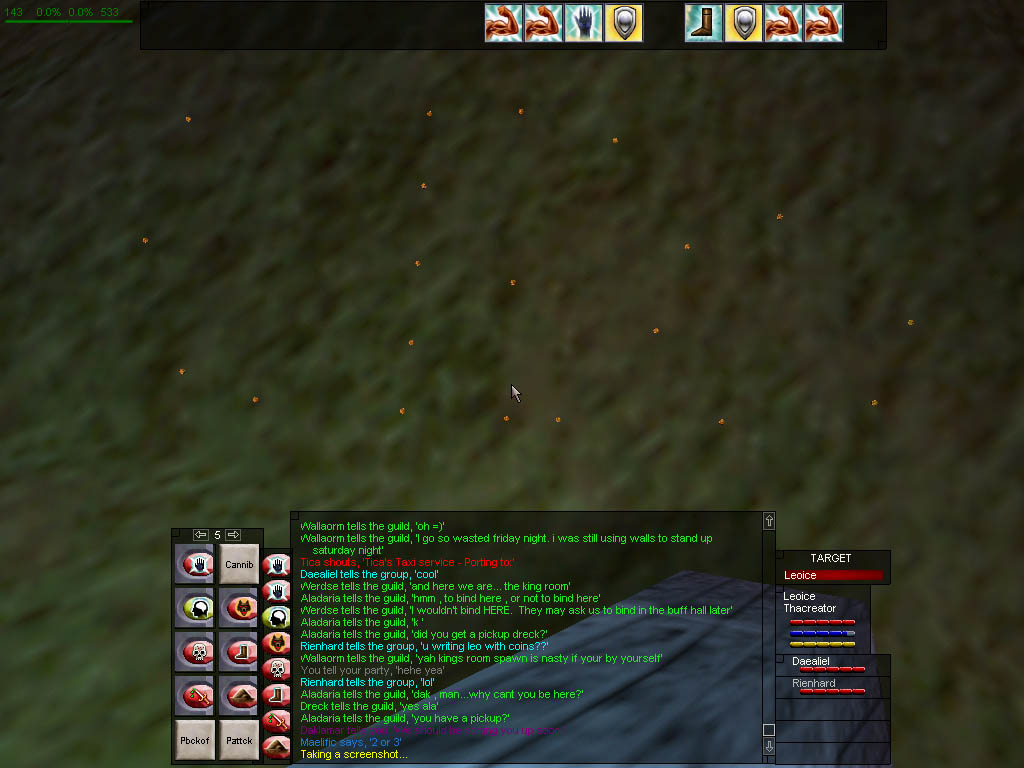 143 0.0% 0.0% 533
Wallaorm tells the guild, 'oh =)'
Wallaorm tells the guild, 'I go so wasted friday night. i was still using walls to stand up
saturday night'
Tica shouts, 'Tica's Taxi service - Porting to:'
Daealiel tells the group, 'cool'
Werdse tells the guild, 'and here we are... the king room'
Aladaria tells the guild, 'hmm , to bind here , or not to bind here'
Werdse tells the guild, 'I wouldn't bind HERE.  They may ask us to bind in the buff hall later'
Aladaria tells the guild, 'k '
Aladaria tells the guild, 'did you get a pickup dreck?'
Rienhard tells the group, 'u writing leo with coins??'
Wallaorm tells the guild, 'yah kings room spawn is nasty if your by yourself'
You tell your party, 'hehe yea'
Rienhard tells the group, 'lol'
Aladaria tells the guild, 'dak , man...why cant you be here?'
Dreck tells the guild, 'yes ala'
Aladaria tells the guild, 'you have a pickup?'
Maelific says, '2 or 3'
Taking a screenshot...
5
Cannib
Pbckof
Pattck
TARGET
Leoice
Leoice
Thacreator
Daealiel
Rienhard